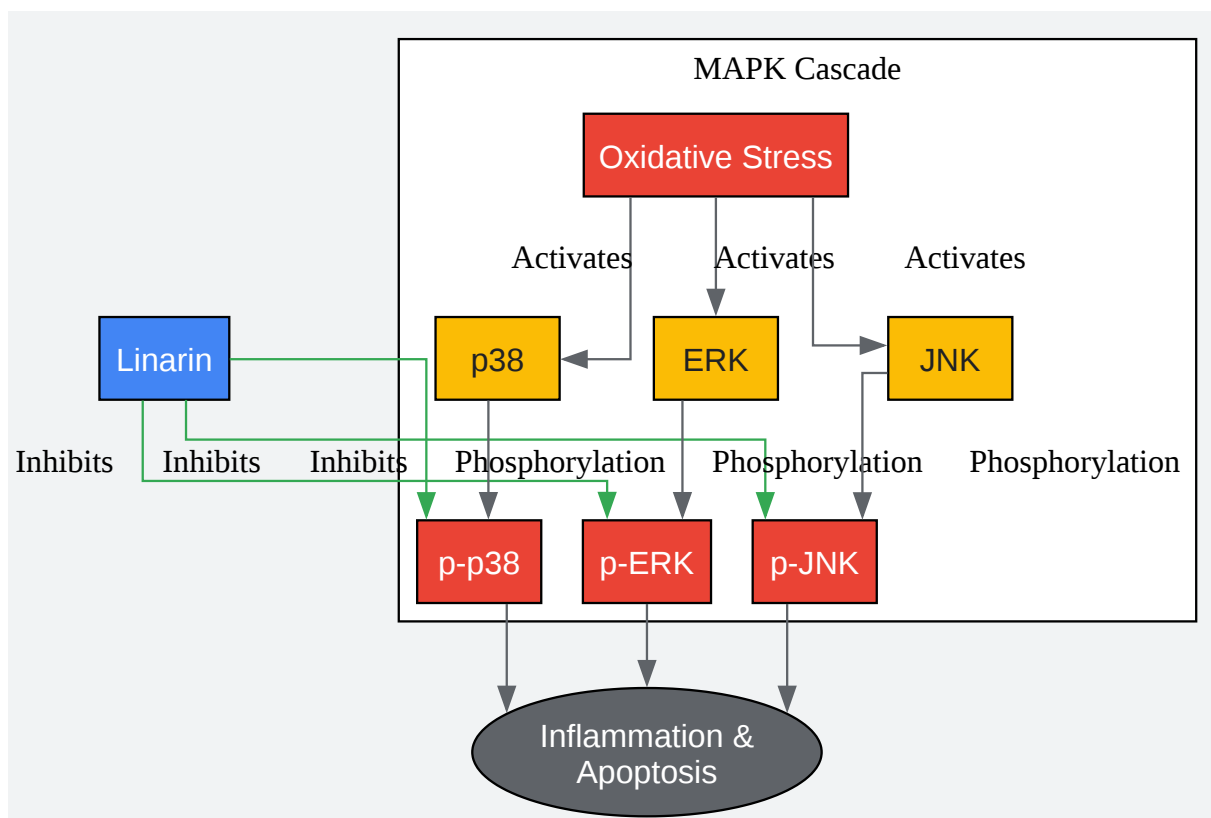 MAPK Cascade
Oxidative Stress
Activates
Activates
Activates
Linarin
p38
ERK
JNK
Inhibits
Inhibits
Inhibits
Phosphorylation
Phosphorylation
Phosphorylation
p-p38
p-ERK
p-JNK
Inflammation &
Apoptosis